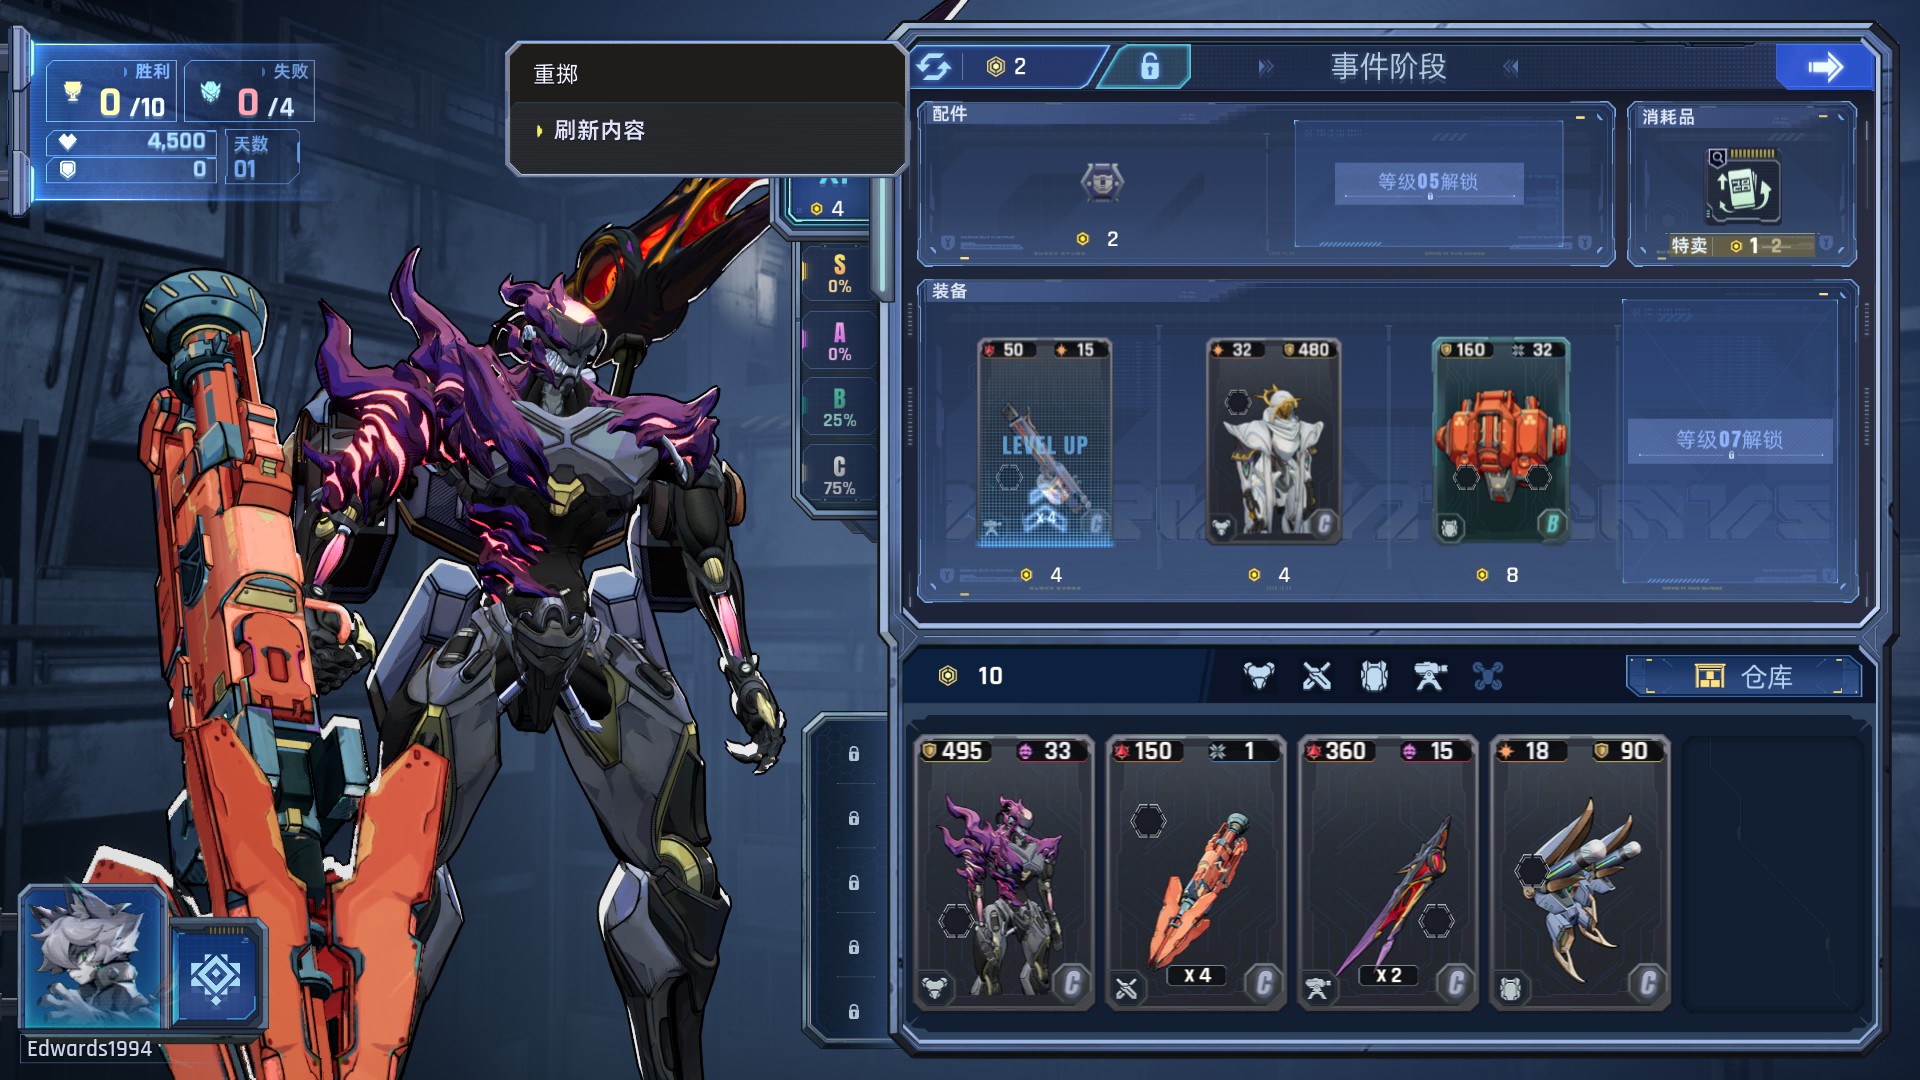 胜利
0/10
失败
0/4
4,500
0
天数
01
重掷
刷新内容
4
S
0%
A
0%
B
25%
C
75%
2
事件阶段
配件
2
等级05解锁
消耗品
特卖
1 2
装备
50 15
LEVEL UP
x4
C
4
32 480
C
4
160 32
B
8
等级07解锁
10
仓库
495 33
C
150 1
x4
C
360 15
x2
C
18 90
C
Edwards1994